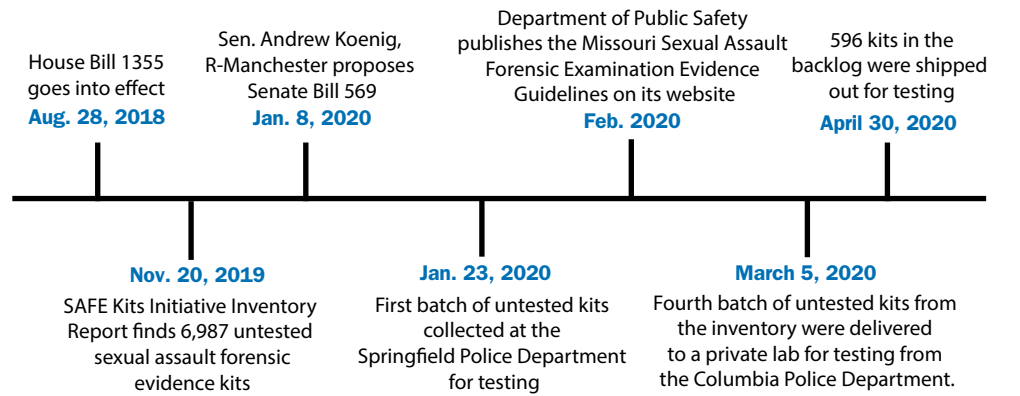 House Bill 1355
goes into effect
Aug. 28, 2018
Sen. Andrew Koenig,
R-Manchester proposes
Senate Bill 569
Jan. 8, 2020
Department of Public Safety
publishes the Missouri Sexual Assault
Forensic Examination Evidence
Guidelines on its website
Feb. 2020
596 kits in the
backlog were shipped
out for testing
April 30, 2020
Nov. 20, 2019
SAFE Kits Initiative Inventory
Report finds 6,987 untested
sexual assault forensic
evidence kits
Jan. 23, 2020
First batch of untested kits
collected at the
Springfield Police Department
for testing
March 5, 2020
Fourth batch of untested kits from
the inventory were delivered
to a private lab for testing from
the Columbia Police Department.